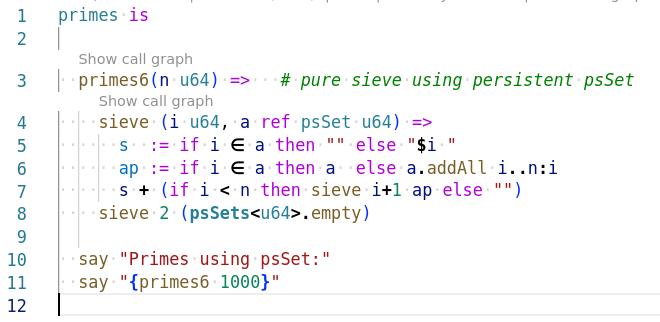 1 primes is
2
Show call graph
3 primes6(n u64) => # pure sieve using persistent psSet
Show call graph
4 sieve (i u64, a ref psSet u64) =>
5 s := if i ∈ a then "" else "$i "
6 ap := if i ∈ a then a else a.addAll i..n:i
7 s + (if i < n then sieve i+1 ap else "")
8 sieve 2 (psSets<u64>.empty)
9
10 say "Primes using psSet:"
11 say "{primes6 1000}"
12